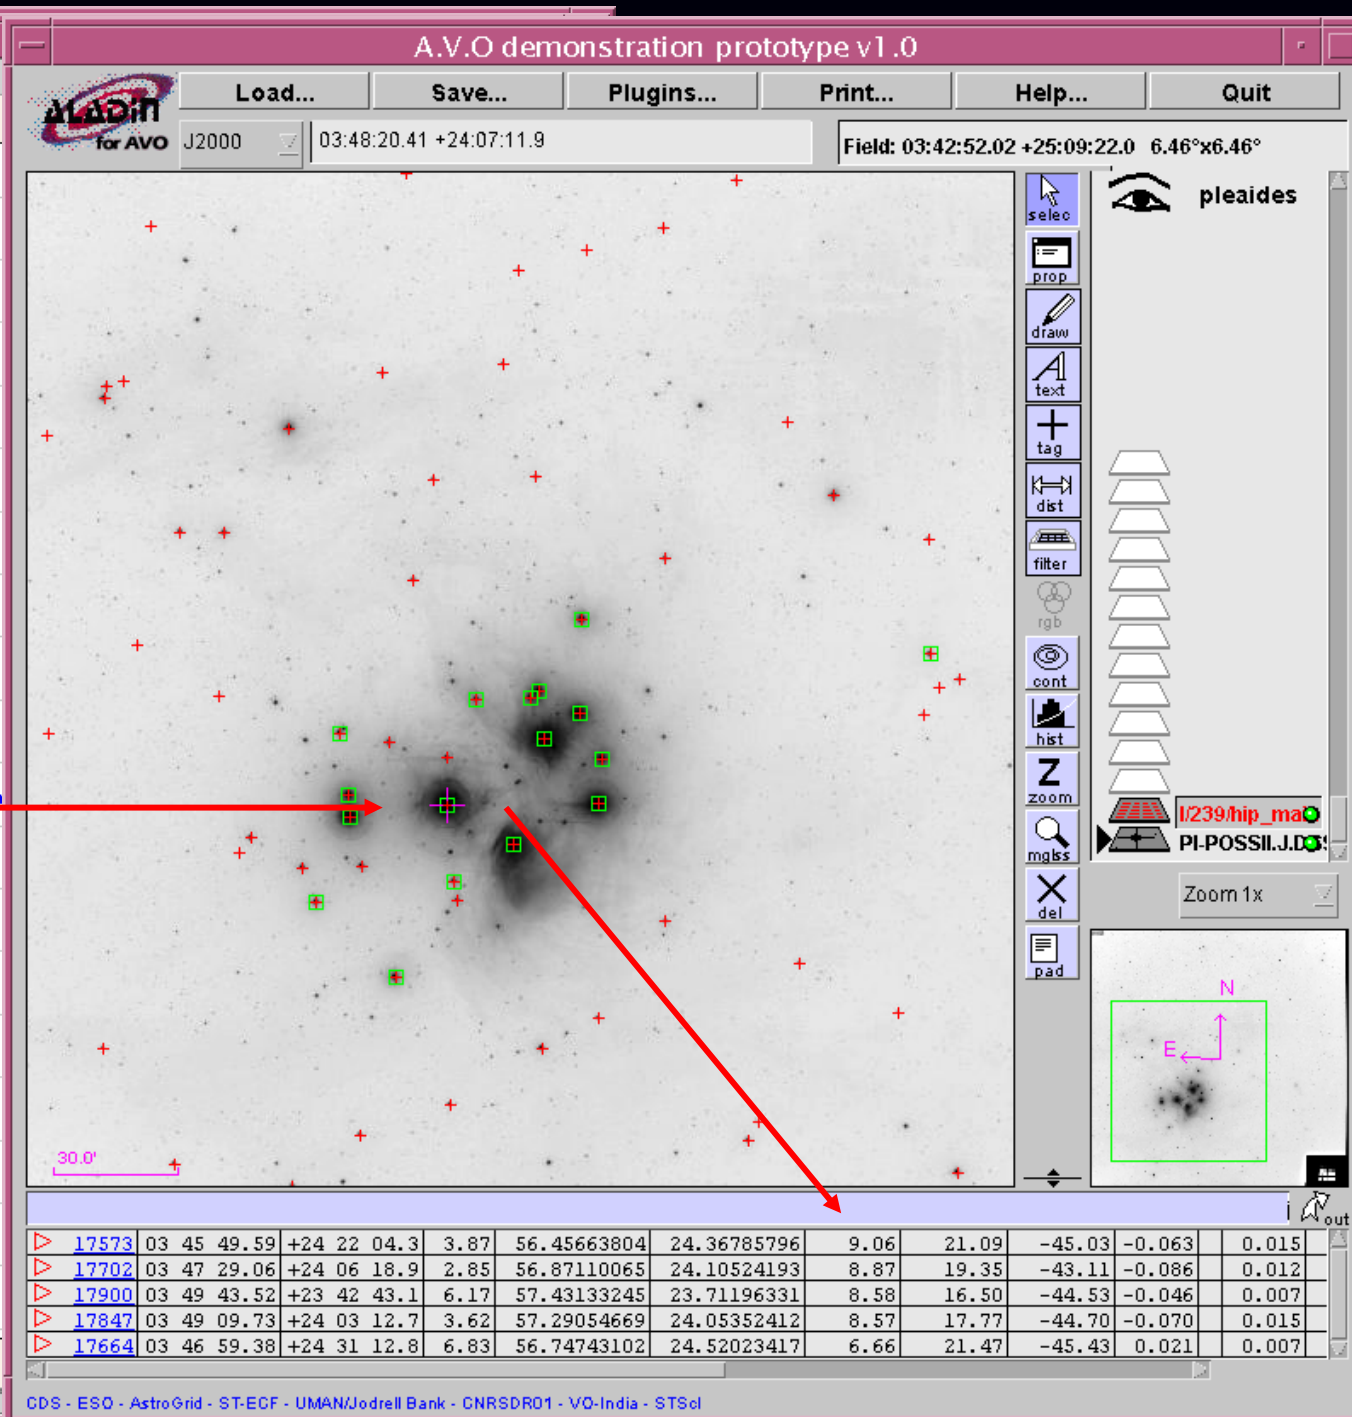 A.V.O demonstration prototype v1.0
ALADIN for AVO
Load... Save... Plugins... Print... Help... Quit
J2000 03:48:20.41 +24:07:11.9 Field: 03:42:52.02 +25:09:22.0 6.46°x6.46°
selec
pleaides
prop
draw
text
tag
dist
filter
rgb
cont
hist
Z
zoom
I/239/hip_ma
mglss
PI-POSSII.J.DSS
del
Zoom 1x
pad
N
E
30.0'
out
17573 03 45 49.59 +24 22 04.3 3.87 56.45663804 24.36785796 9.06 21.09 -45.03 -0.063 0.015
17702 03 47 29.06 +24 06 18.9 2.85 56.87110065 24.10524193 8.87 19.35 -43.11 -0.086 0.012
17900 03 49 43.52 +23 42 43.1 6.17 57.43133245 23.71196331 8.58 16.50 -44.53 -0.046 0.007
17847 03 49 09.73 +24 03 12.7 3.62 57.29054669 24.05352412 8.57 17.77 -44.70 -0.070 0.015
17664 03 46 59.38 +24 31 12.8 6.83 56.74743102 24.52023417 6.66 21.47 -45.43 0.021 0.007
CDS - ESO - AstroGrid - ST-ECF - UMAN/Jodrell Bank - CNRSDR01 - VO-India - STScI